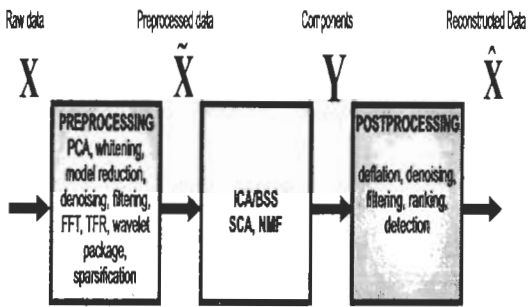 Raw data
Preprocessed data
Components
Reconstructed Data
X
X̃
Y
X̂
PREPROCESSING
PCA, whitening,
model reduction,
denoising, filtering,
FFT, TFR, wavelet
package,
sparsification
ICA/BSS
SCA, NMF
POSTPROCESSING
deflation, denoising,
filtering, ranking,
detection